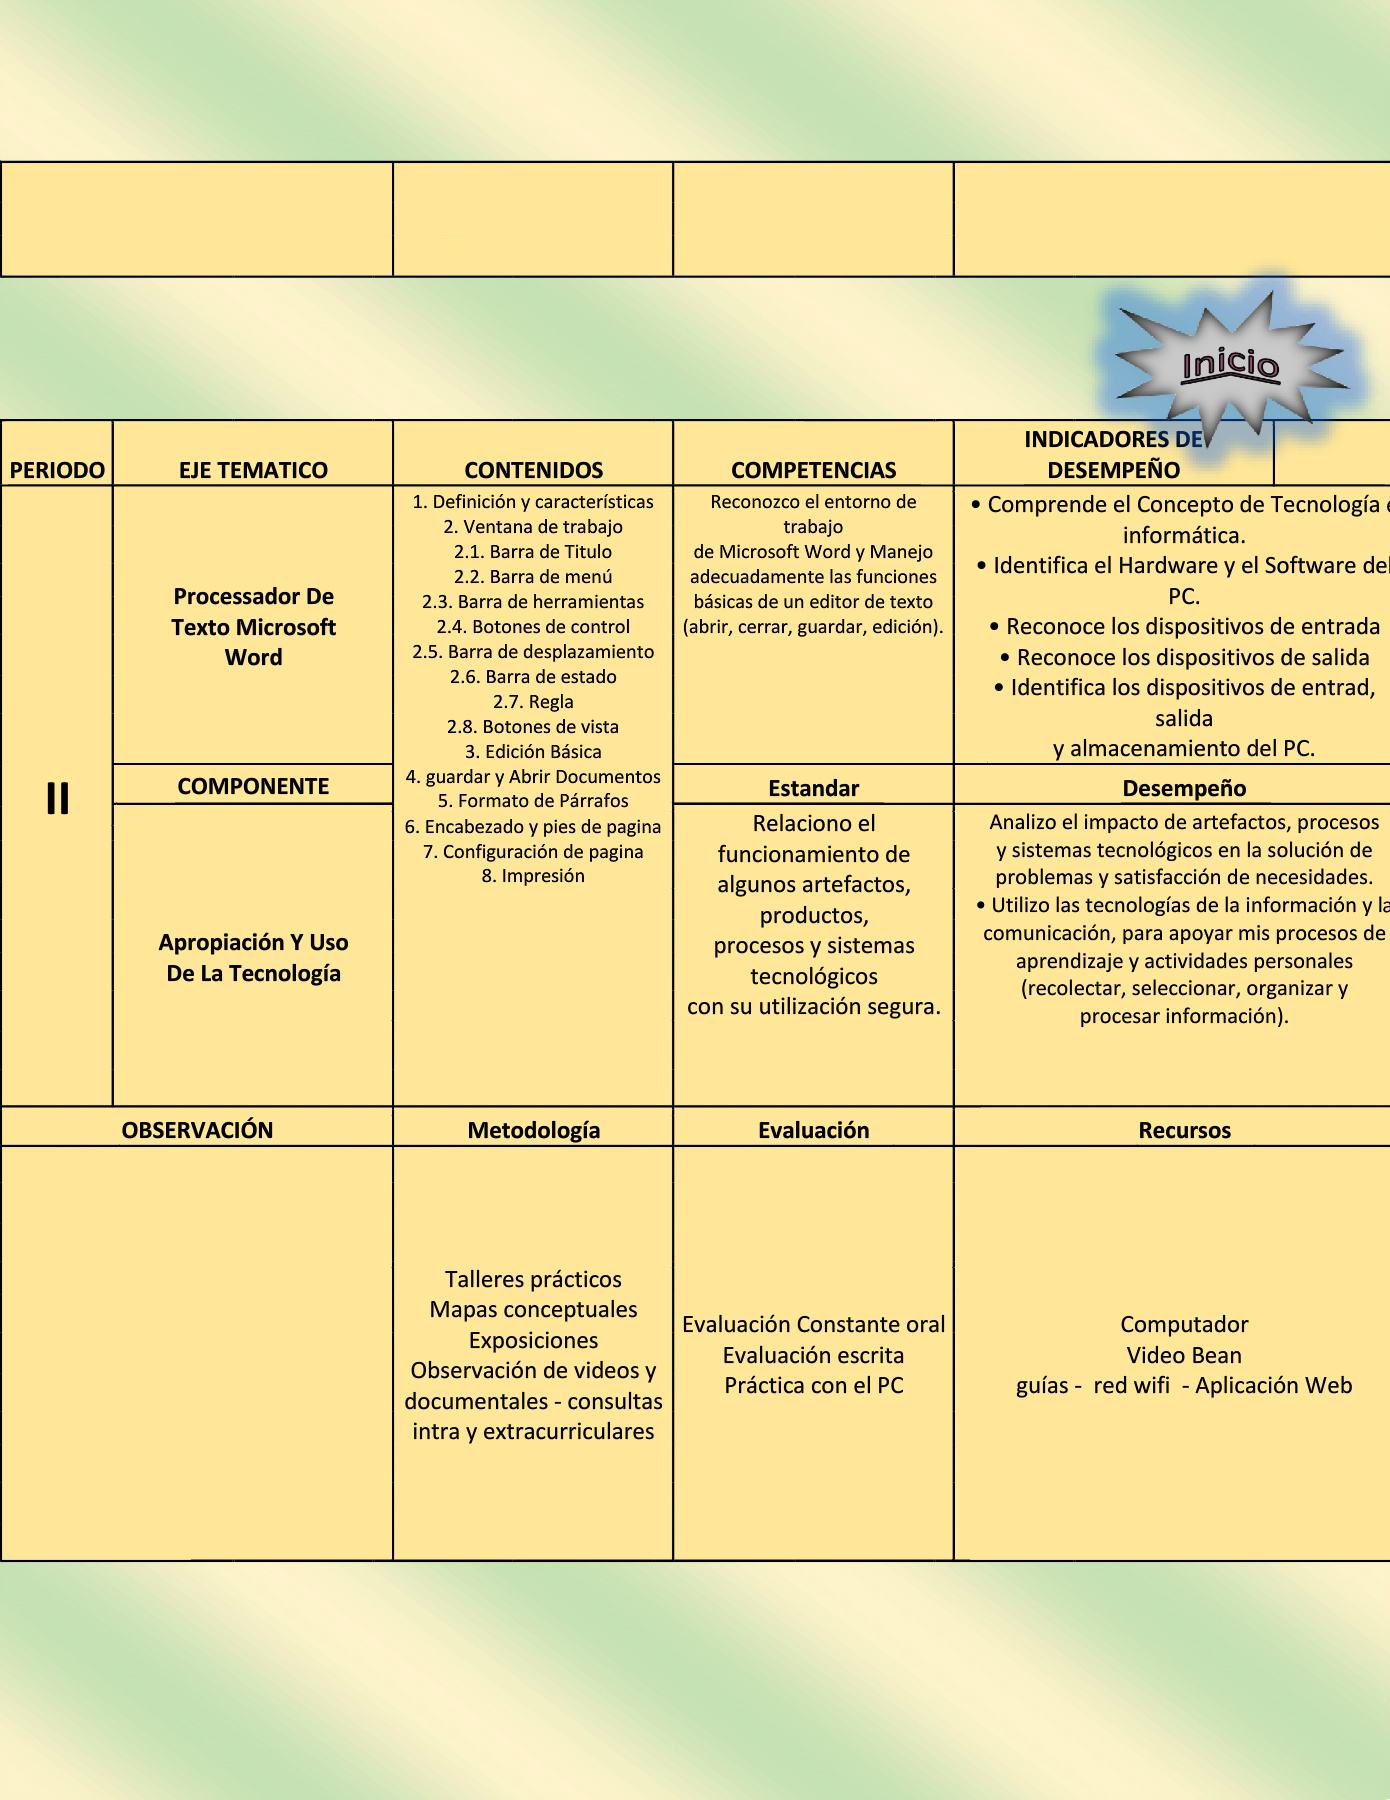 Inicio
PERIODO
EJE TEMATICO
CONTENIDOS
COMPETENCIAS
INDICADORES DE
DESEMPEÑO
II
Processador De
Texto Microsoft
Word
1. Definición y características
2. Ventana de trabajo
2.1. Barra de Titulo
2.2. Barra de menú
2.3. Barra de herramientas
2.4. Botones de control
2.5. Barra de desplazamiento
2.6. Barra de estado
2.7. Regla
2.8. Botones de vista
3. Edición Básica
4. guardar y Abrir Documentos
5. Formato de Párrafos
6. Encabezado y pies de pagina
7. Configuración de pagina
8. Impresión
Reconozco el entorno de
trabajo
de Microsoft Word y Manejo
adecuadamente las funciones
básicas de un editor de texto
(abrir, cerrar, guardar, edición).
• Comprende el Concepto de Tecnología e
informática.
• Identifica el Hardware y el Software del
PC.
• Reconoce los dispositivos de entrada
• Reconoce los dispositivos de salida
• Identifica los dispositivos de entrad,
salida
y almacenamiento del PC.
COMPONENTE
Estandar
Desempeño
Apropiación Y Uso
De La Tecnología
Relaciono el
funcionamiento de
algunos artefactos,
productos,
procesos y sistemas
tecnológicos
con su utilización segura.
Analizo el impacto de artefactos, procesos
y sistemas tecnológicos en la solución de
problemas y satisfacción de necesidades.
• Utilizo las tecnologías de la información y la
comunicación, para apoyar mis procesos de
aprendizaje y actividades personales
(recolectar, seleccionar, organizar y
procesar información).
OBSERVACIÓN
Metodología
Evaluación
Recursos
Talleres prácticos
Mapas conceptuales
Exposiciones
Observación de videos y
documentales - consultas
intra y extracurriculares
Evaluación Constante oral
Evaluación escrita
Práctica con el PC
Computador
Video Bean
guías -  red wifi  - Aplicación Web